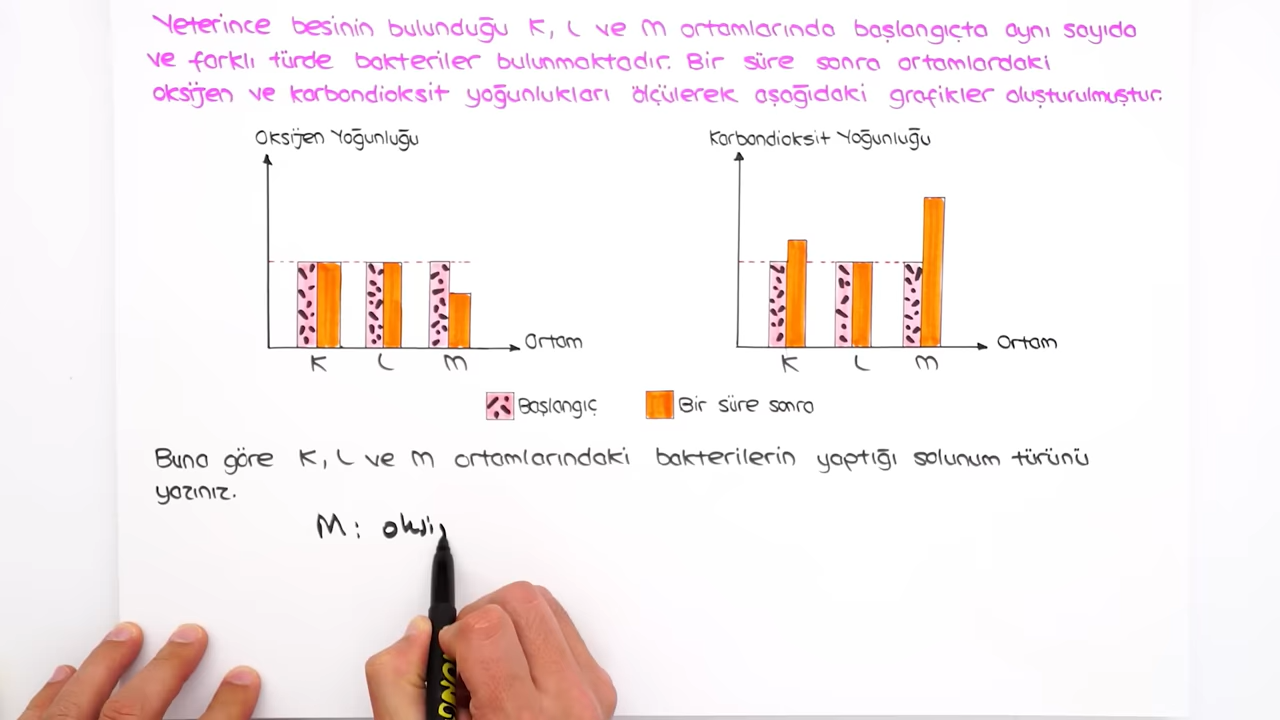 Yeterince besinin bulunduğu K, L ve M ortamlarında başlangıçta aynı sayıda
ve farklı türde bakteriler bulunmaktadır. Bir süre sonra ortamlardaki
oksijen ve karbondioksit yoğunlukları ölçülerek aşağıdaki grafikler oluşturulmuştur.
Oksijen Yoğunluğu
Karbondioksit Yoğunluğu
Ortam
Ortam
K L M
K L M
Başlangıç
Bir süre sonra
Buna göre K, L ve M ortamlarındaki bakterilerin yaptığı solunum türünü
yazınız.
M: oksi